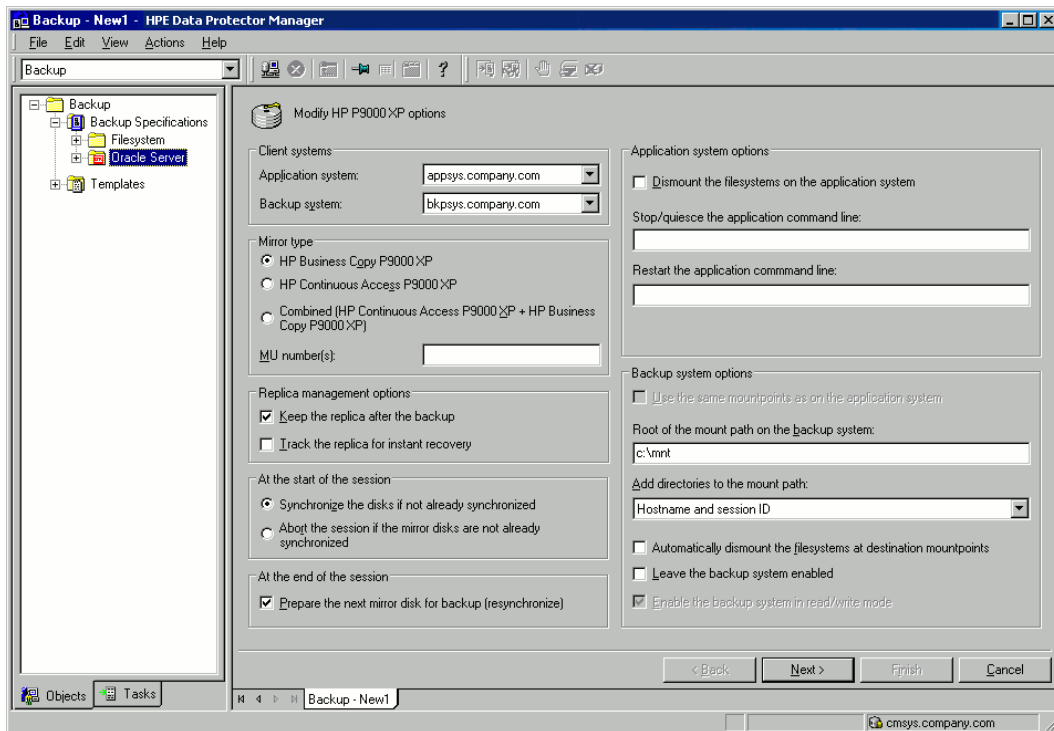 Backup - New1 - HPE Data Protector Manager
File Edit View Actions Help
Backup
?
Backup
Backup Specifications
Filesystem
Oracle Server
Templates
Objects
Tasks
Modify HP P9000 XP options
Client systems
Application system:
appsys.company.com
Backup system:
bkpsys.company.com
Mirror type
HP Business Copy P9000 XP
HP Continuous Access P9000 XP
Combined (HP Continuous Access P9000 XP + HP Business
Copy P9000 XP)
MU number(s):
Replica management options
Keep the replica after the backup
Track the replica for instant recovery
At the start of the session
Synchronize the disks if not already synchronized
Abort the session if the mirror disks are not already
synchronized
At the end of the session
Prepare the next mirror disk for backup (resynchronize)
Application system options
Dismount the filesystems on the application system
Stop/quiesce the application command line:
Restart the application commmand line:
Backup system options
Use the same mountpoints as on the application system
Root of the mount path on the backup system:
c:\mnt
Add directories to the mount path:
Hostname and session ID
Automatically dismount the filesystems at destination mountpoints
Leave the backup system enabled
Enable the backup system in read/write mode
< Back
Next >
Finish
Cancel
Backup - New1
cmsys.company.com